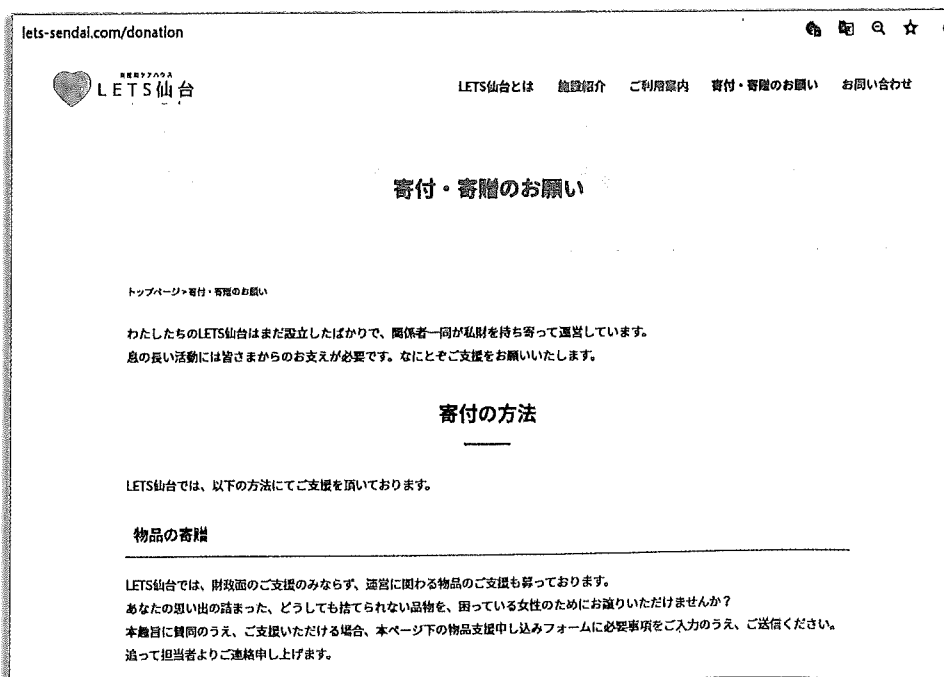 lets-sendai.com/donation
LETS仙台
LETS仙台とは 施設紹介 ご利用案内 寄付・寄贈のお願い お問い合わせ
寄付・寄贈のお願い
トップページ>寄付・寄贈のお願い
わたしたちのLETS仙台はまだ設立したばかりで、関係者一同が私財を持ち寄って運営しています。
息の長い活動には皆さまからのお支えが必要です。なにとぞご支援をお願いいたします。
寄付の方法
LETS仙台では、以下の方法にてご支援を頂いております。
物品の寄贈
LETS仙台では、財政面のご支援のみならず、運営に関わる物品のご支援も募っております。
あなたの思い出の詰まった、どうしても捨てられない品物を、困っている女性のためにお譲りいただけませんか？
本趣旨に賛同のうえ、ご支援いただける場合、本ページ下の物品支援申し込みフォームに必要事項をご入力のうえ、ご送信ください。
追って担当者よりご連絡申し上げます。